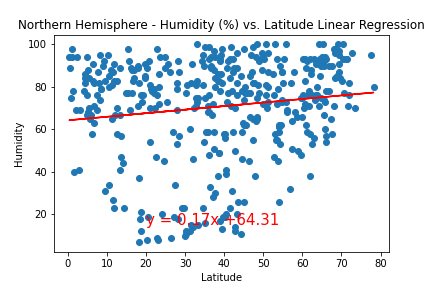 Northern Hemisphere - Humidity (%) vs. Latitude Linear Regression
100
80
60
40
20
Humidity
y = 0.17x +64.31
0 10 20 30 40 50 60 70 80
Latitude